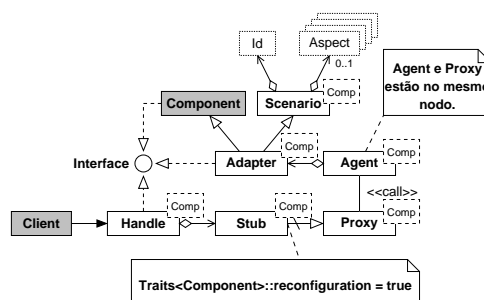 Id
Aspect
0..1
Agent e Proxy
estão no mesmo
nodo.
Component
Scenario
Comp
Interface
Adapter
Comp
Agent
Comp
<<call>>
Client
Handle
Comp
Stub
Comp
Proxy
Comp
Traits<Component>::reconfiguration = true